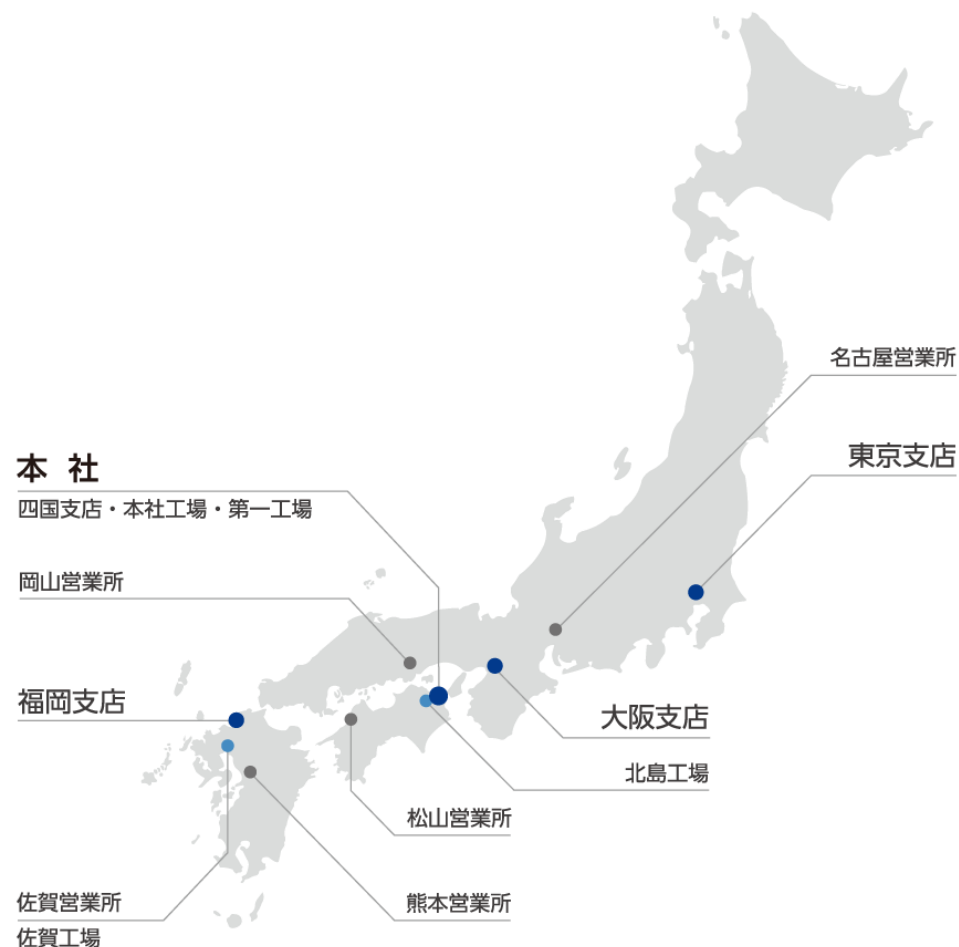 名古屋営業所
東京支店
本 社
四国支店・本社工場・第一工場
岡山営業所
福岡支店
大阪支店
北島工場
松山営業所
佐賀営業所
佐賀工場
熊本営業所